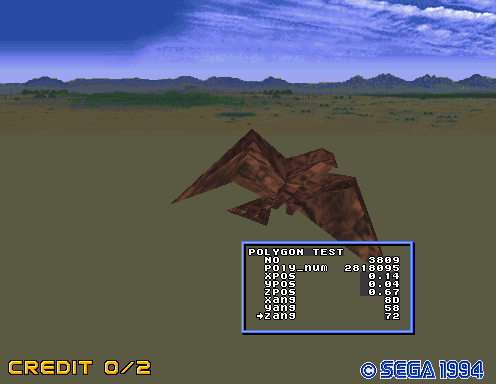 POLYGON TEST
NO 3809
Poly_num 2818095
xpos 0.14
ypos 0.04
zpos 0.67
xang 8D
yang 58
→zang 72
CREDIT 0/2
© SEGA 1994